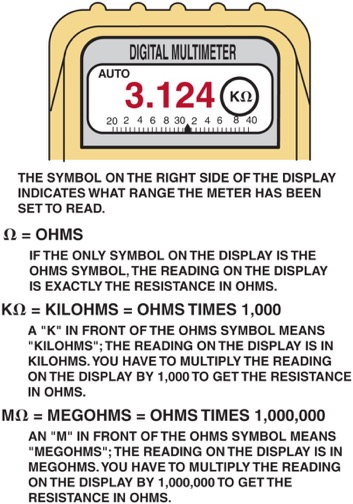 DIGITAL MULTIMETER
AUTO
3.124 KΩ
20 2 4 6 8 30 2 4 6 8 40
THE SYMBOL ON THE RIGHT SIDE OF THE DISPLAY
INDICATES WHAT RANGE THE METER HAS BEEN
SET TO READ.
Ω = OHMS
IF THE ONLY SYMBOL ON THE DISPLAY IS THE
OHMS SYMBOL, THE READING ON THE DISPLAY
IS EXACTLY THE RESISTANCE IN OHMS.
KΩ = KILOHMS = OHMS TIMES 1,000
A "K" IN FRONT OF THE OHMS SYMBOL MEANS
"KILOHMS"; THE READING ON THE DISPLAY IS IN
KILOHMS. YOU HAVE TO MULTIPLY THE READING
ON THE DISPLAY BY 1,000 TO GET THE RESISTANCE
IN OHMS.
MΩ = MEGOHMS = OHMS TIMES 1,000,000
AN "M" IN FRONT OF THE OHMS SYMBOL MEANS
"MEGOHMS"; THE READING ON THE DISPLAY IS IN
MEGOHMS. YOU HAVE TO MULTIPLY THE READING
ON THE DISPLAY BY 1,000,000 TO GET THE
RESISTANCE IN OHMS.